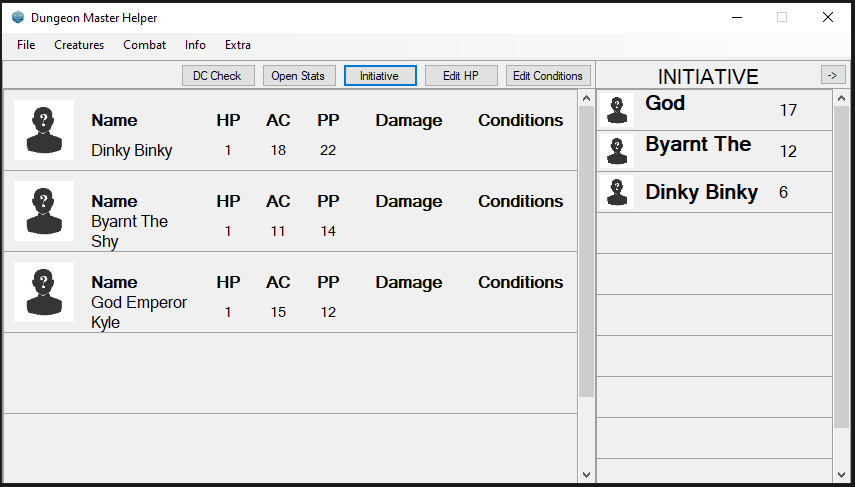 Dungeon Master Helper
File Creatures Combat Info Extra
DC Check Open Stats Initiative Edit HP Edit Conditions
Name HP AC PP Damage Conditions
Dinky Binky 1 18 22
Name HP AC PP Damage Conditions
Byarnt The
Shy 1 11 14
Name HP AC PP Damage Conditions
God Emperor
Kyle 1 15 12
INITIATIVE ->
God 17
Byarnt The 12
Dinky Binky 6